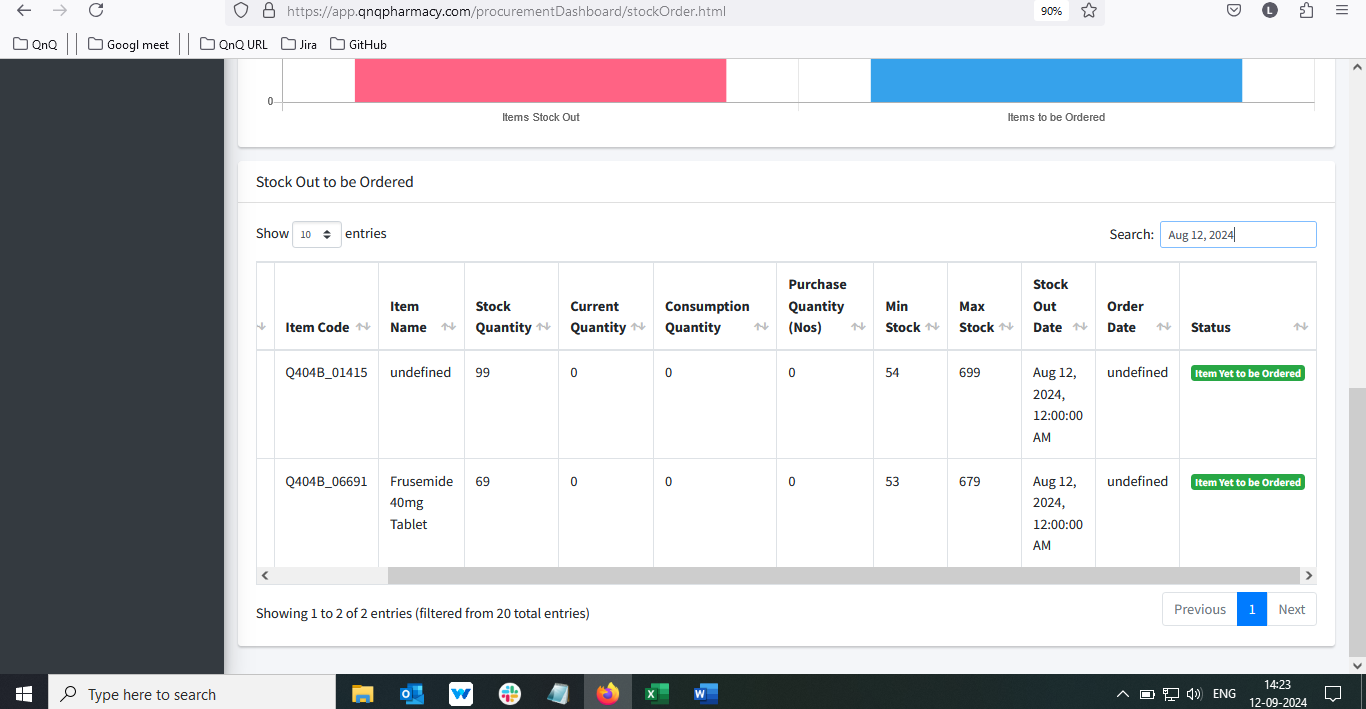 https://app.qnqpharmacy.com/procurementDashboard/stockOrder.html
90%
L
QnQ
Googl meet
QnQ URL
Jira
GitHub
0
Items Stock Out
Items to be Ordered
Stock Out to be Ordered
Show 10 entries
Search: Aug 12, 2024
Item Code
Item
Name
Stock
Quantity
Current
Quantity
Consumption
Quantity
Purchase
Quantity
(Nos)
Min
Stock
Max
Stock
Stock
Out
Date
Order
Date
Status
Q404B_01415
undefined
99
0
0
0
54
699
Aug 12,
2024,
12:00:00
AM
undefined
Item Yet to be Ordered
Q404B_06691
Frusemide
40mg
Tablet
69
0
0
0
53
679
Aug 12,
2024,
12:00:00
AM
undefined
Item Yet to be Ordered
Showing 1 to 2 of 2 entries (filtered from 20 total entries)
Previous
1
Next
Type here to search
ENG
14:23
12-09-2024